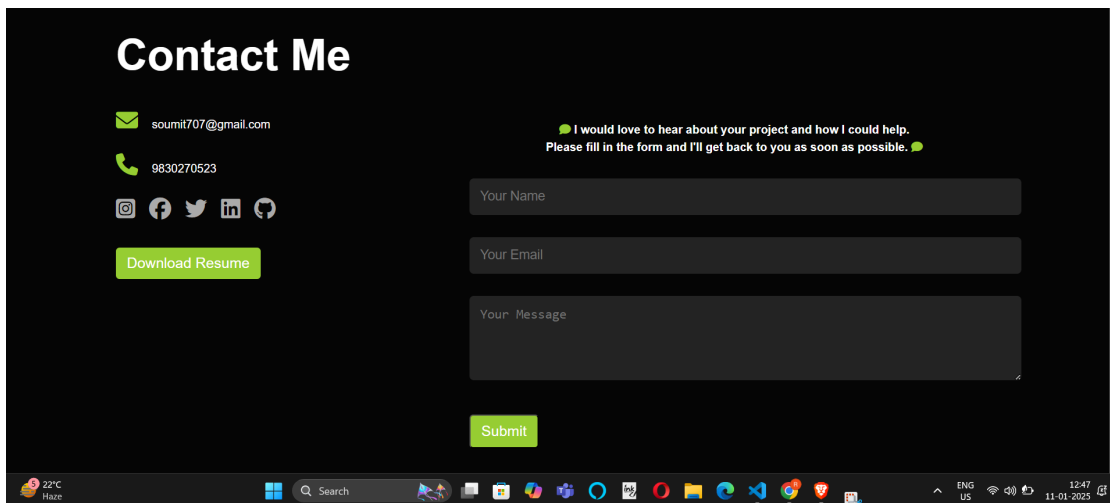 Contact Me
soumit707@gmail.com
9830270523
Download Resume
I would love to hear about your project and how I could help.
Please fill in the form and I'll get back to you as soon as possible.
Your Name
Your Email
Your Message
Submit
5
22°C
Haze
Search
ENG
US
12:47
11-01-2025